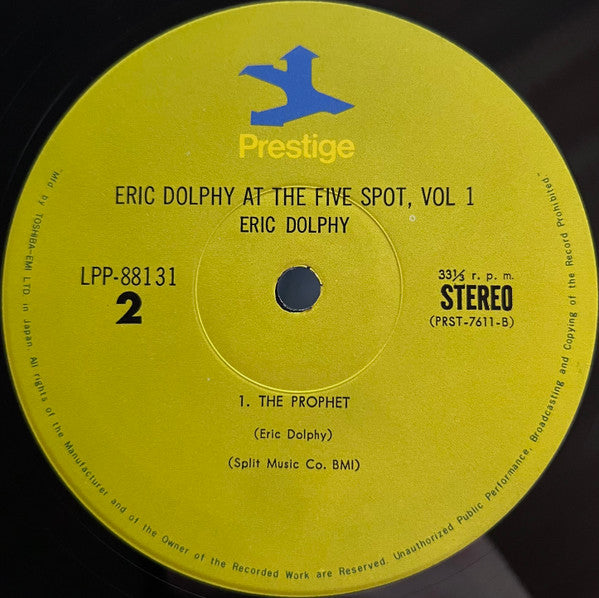 Prestige
ERIC DOLPHY AT THE FIVE SPOT, VOL 1
ERIC DOLPHY
LPP-88131
2
33⅓ r. p. m.
STEREO
(PRST-7611-B)
1. THE PROPHET
(Eric Dolphy)
(Split Music Co. BMI)
Mfd by TOSHIBA-EMI LTD. in Japan. All rights of the Manufacturer and of the Owner of the Recorded Work are Reserved. Unauthorized Public Performance, Broadcasting and Copying of the Record Prohibited"